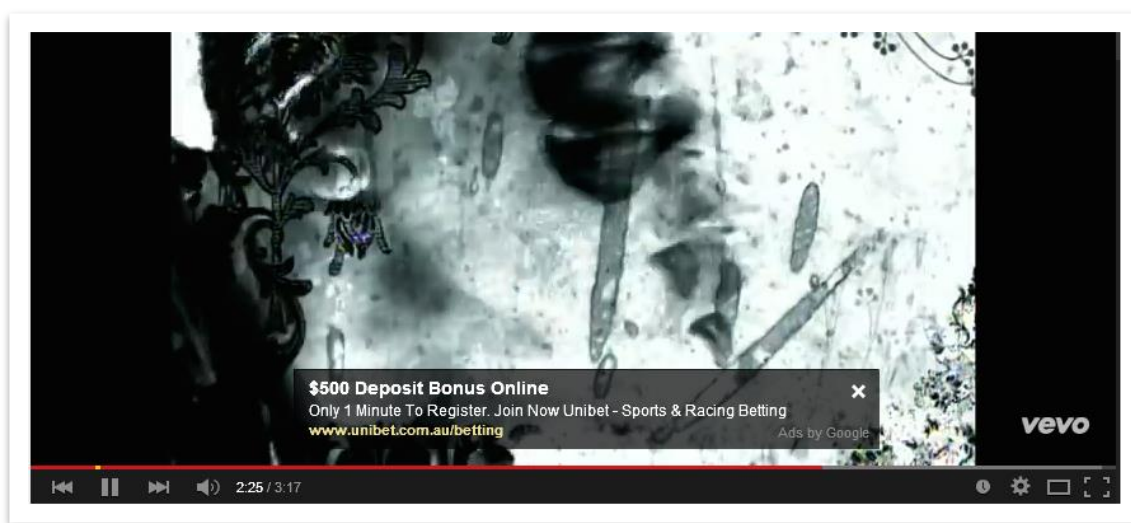 $500 Deposit Bonus Online
Only 1 Minute To Register. Join Now Unibet - Sports & Racing Betting
www.unibet.com.au/betting
Ads by Google
vevo
2:25 / 3:17